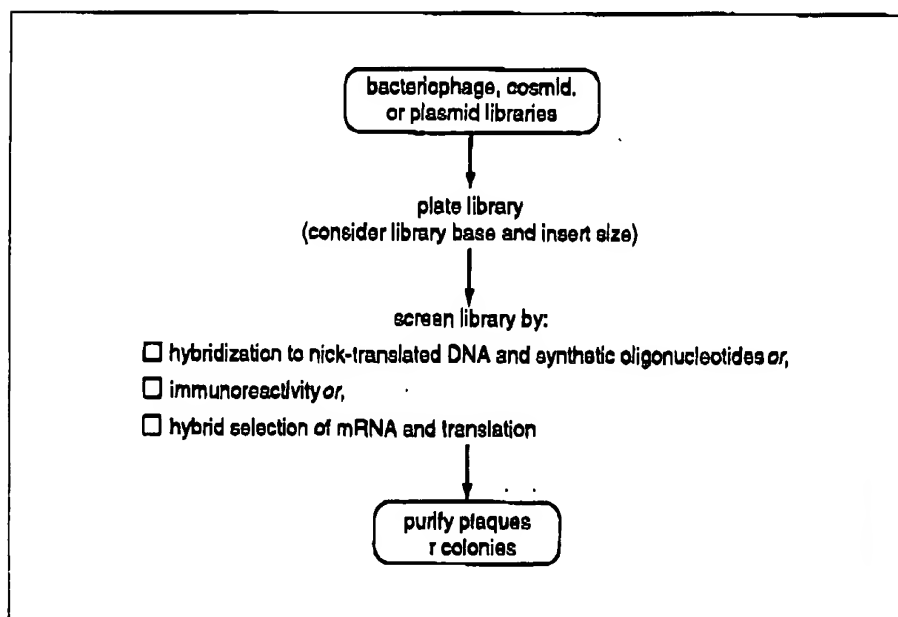 bacteriophage, cosmid,
or plasmid libraries
plate library
(consider library base and insert size)
screen library by:
☐ hybridization to nick-translated DNA and synthetic oligonucleotides or,
☐ immunoreactivity or,
☐ hybrid selection of mRNA and translation
purify plaques
r colonies